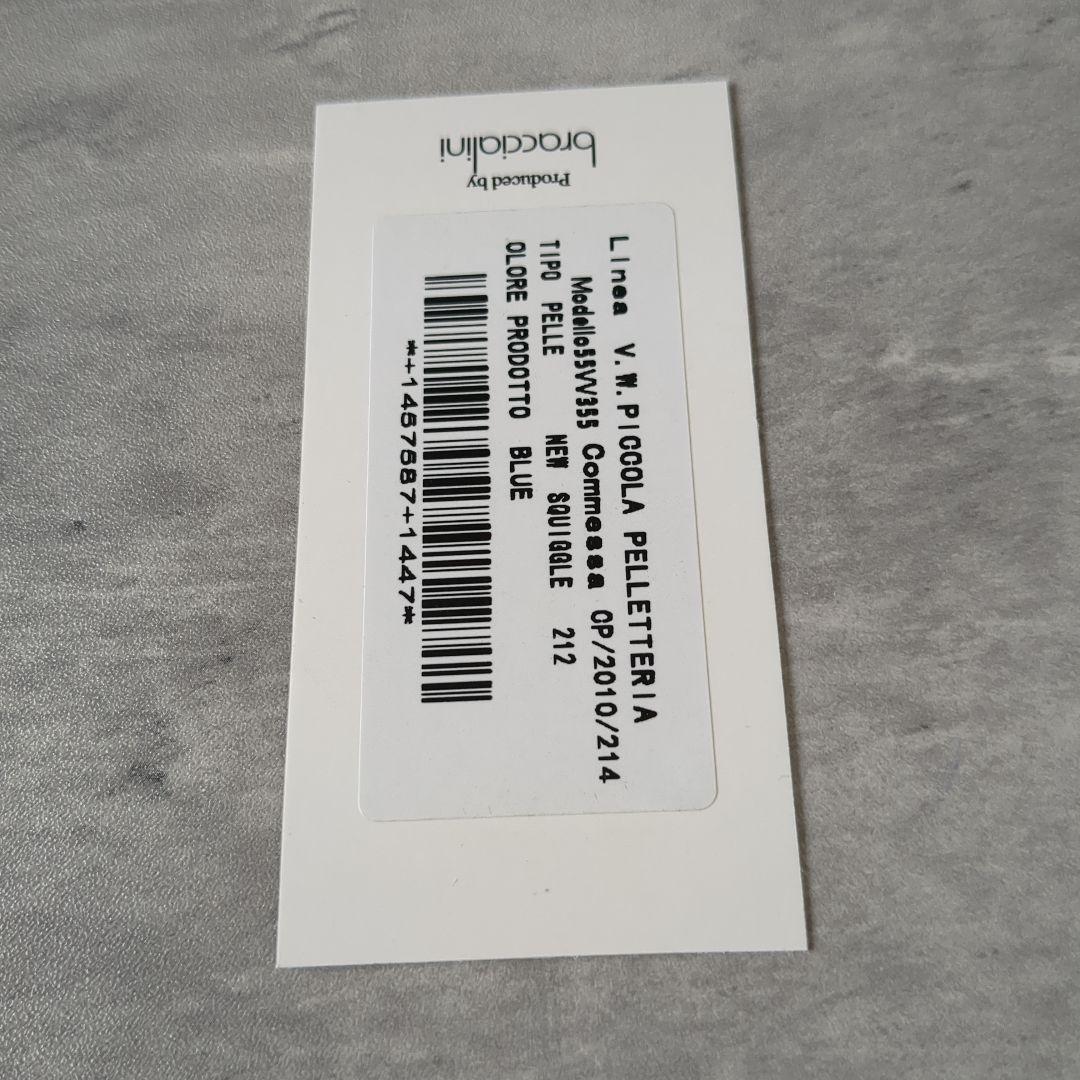 Produced by
braccialini
Linea V.W.PICCOLA PELLETTERIA
Modello55VV355 Commessa OP/2010/214
TIPO PELLE NEW SQUIGGLE 212
OLORE PRODOTTO BLUE
*+1457587+1447*